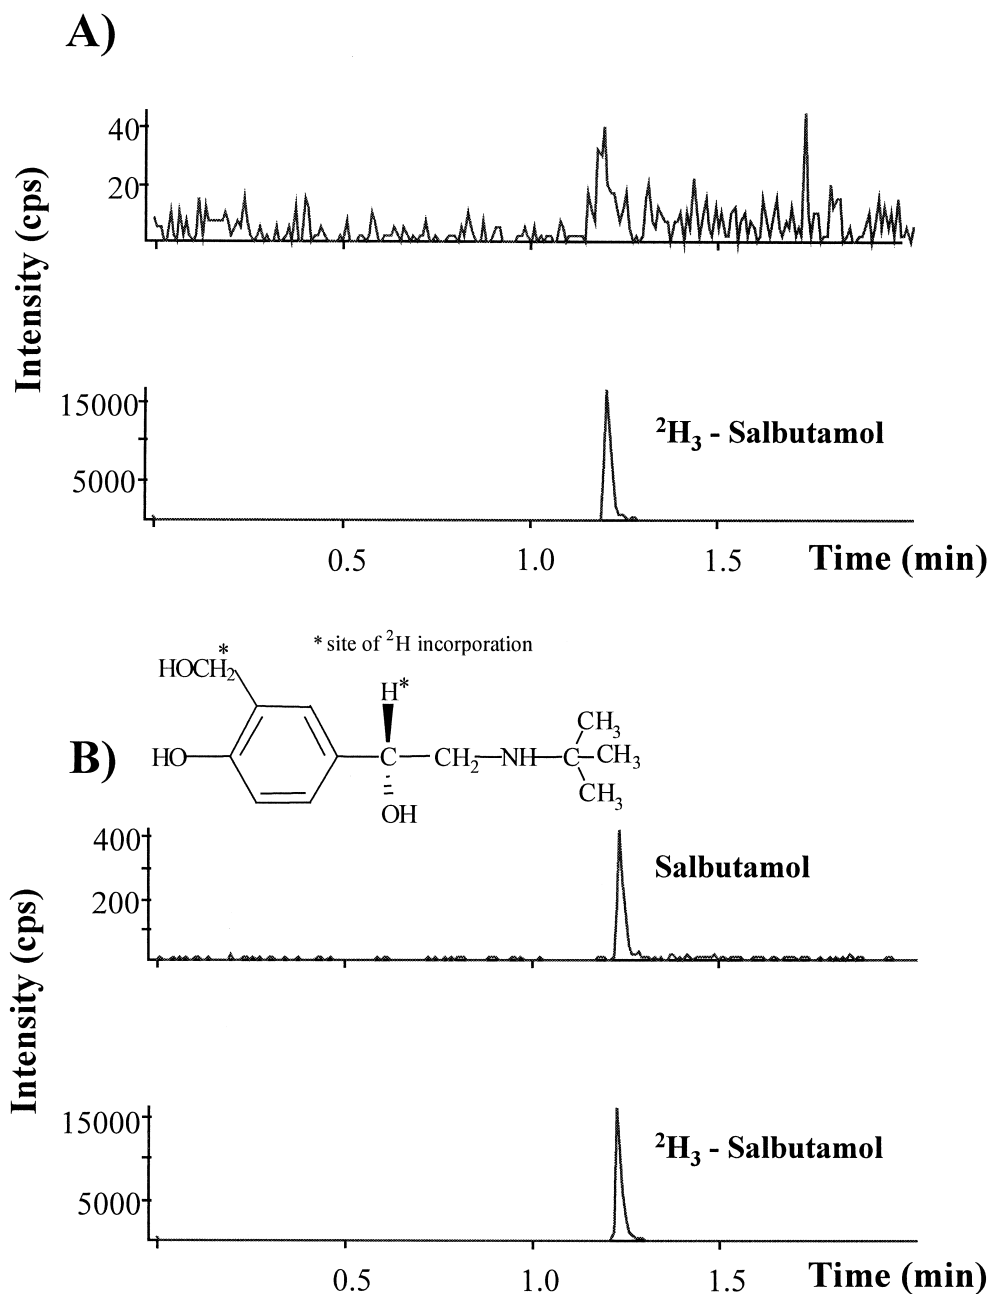 A)
Intensity (cps)
40
20
15000
5000
²H₃ - Salbutamol
0.5 1.0 1.5 Time (min)
* site of ²H incorporation
*
HOCH₂
H*
HO
C CH₂ NH C
CH₃
CH₃
CH₃
OH
B)
Intensity (cps)
400
200
Salbutamol
15000
5000
²H₃ - Salbutamol
0.5 1.0 1.5 Time (min)